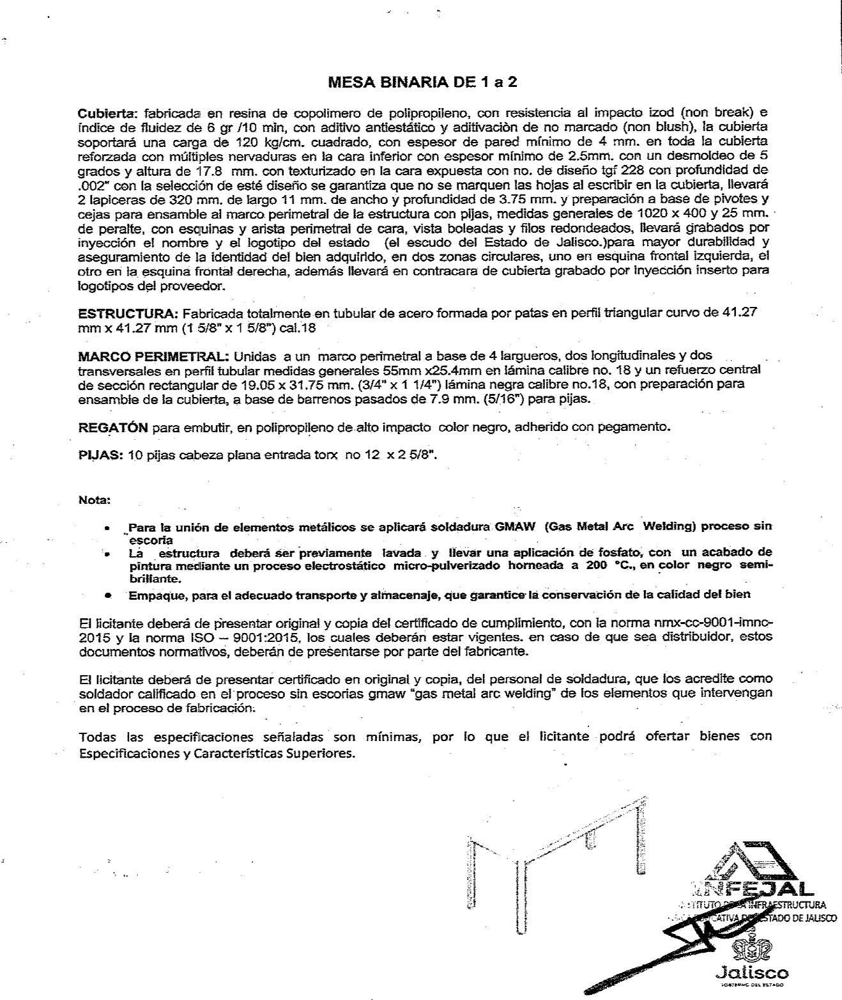 MESA BINARIA DE 1 a 2
Cubierta: fabricada en resina de copolimero de polipropileno, con resistencia al impacto izod (non break) e
índice de fluidez de 6 gr /10 min, con aditivo antiestático y aditivaciòn de no marcado (non blush), la cubierta
soportará una carga de 120 kg/cm. cuadrado, con espesor de pared mínimo de 4 mm. en toda la cubierta
reforzada con múltiples nervaduras en la cara inferior con espesor mínimo de 2.5mm. con un desmoldeo de 5
grados y altura de 17.8 mm. con texturizado en la cara expuesta con no. de diseño tgf 228 con profundidad de
.002" con la selección de esté diseño se garantiza que no se marquen las hojas al escribir en la cubierta, llevará
2 lapiceras de 320 mm. de largo 11 mm. de ancho y profundidad de 3.75 mm. y preparación a base de pivotes y
cejas para ensamble al marco perimetral de la estructura con pijas, medidas generales de 1020 x 400 y 25 mm.
de peralte, con esquinas y arista perimetral de cara, vista boleadas y filos redondeados, llevará grabados por
inyección el nombre y el logotipo del estado (el escudo del Estado de Jalisco.)para mayor durabilidad y
aseguramiento de la identidad del bien adquirido, en dos zonas circulares, uno en esquina frontal izquierda, el
otro en la esquina frontal derecha, además llevará en contracara de cubierta grabado por inyección inserto para
logotipos del proveedor.
ESTRUCTURA: Fabricada totalmente en tubular de acero formada por patas en perfil triangular curvo de 41.27
mm x 41.27 mm (1 5/8" x 1 5/8") cal.18
MARCO PERIMETRAL: Unidas a un marco perimetral a base de 4 largueros, dos longitudinales y dos
transversales en perfil tubular medidas generales 55mm x25.4mm en lámina calibre no. 18 y un refuerzo central
de sección rectangular de 19.05 x 31.75 mm. (3/4" x 1 1/4") lámina negra calibre no.18, con preparación para
ensamble de la cubierta, a base de barrenos pasados de 7.9 mm. (5/16") para pijas.
REGATÓN para embutir, en polipropileno de alto impacto color negro, adherido con pegamento.
PIJAS: 10 pijas cabeza plana entrada torx no 12 x 2 5/8".
Nota:
• Para la unión de elementos metálicos se aplicará soldadura GMAW (Gas Metal Arc Welding) proceso sin
escoria
• La estructura deberá ser previamente lavada y llevar una aplicación de fosfato, con un acabado de
pintura mediante un proceso electrostático micro-pulverizado horneada a 200 °C., en color negro semi-
brillante.
• Empaque, para el adecuado transporte y almacenaje, que garantice la conservación de la calidad del bien
El licitante deberá de presentar original y copia del certificado de cumplimiento, con la norma nmx-cc-9001-imnc-
2015 y la norma ISO – 9001:2015, los cuales deberán estar vigentes. en caso de que sea distribuidor, estos
documentos normativos, deberán de presentarse por parte del fabricante.
El licitante deberá de presentar certificado en original y copia, del personal de soldadura, que los acredite como
soldador calificado en el proceso sin escorias gmaw "gas metal arc welding" de los elementos que intervengan
en el proceso de fabricación.
Todas las especificaciones señaladas son mínimas, por lo que el licitante podrá ofertar bienes con
Especificaciones y Características Superiores.
INFEJAL
INFRAESTRUCTURA
ESTADO DE JALISCO
Jalisco
GOBIERNO DEL ESTADO